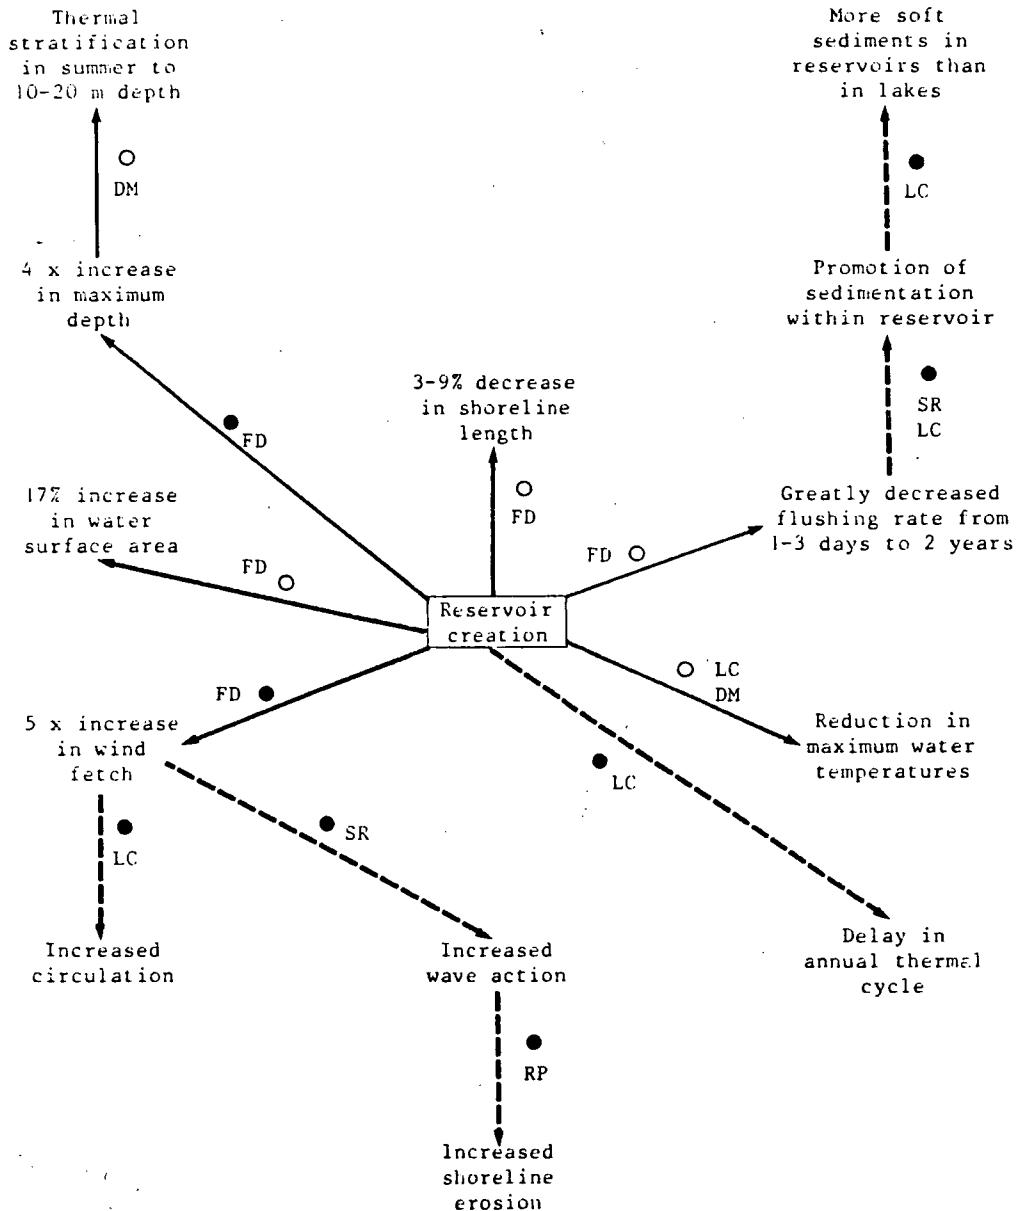 Thermal
stratification
in summer to
10-20 m depth
More soft
sediments in
reservoirs than
in lakes
DM
LC
4 x increase
in maximum
depth
Promotion of
sedimentation
within reservoir
3-9% decrease
in shoreline
length
SR
LC
FD
17% increase
in water
surface area
FD
Greatly decreased
flushing rate from
1-3 days to 2 years
FD
FD
Reservoir
creation
FD
LC
DM
5 x increase
in wind
fetch
Reduction in
maximum water
temperatures
LC
SR
LC
Increased
circulation
Increased
wave action
Delay in
annual thermal
cycle
RP
Increased
shoreline
erosion